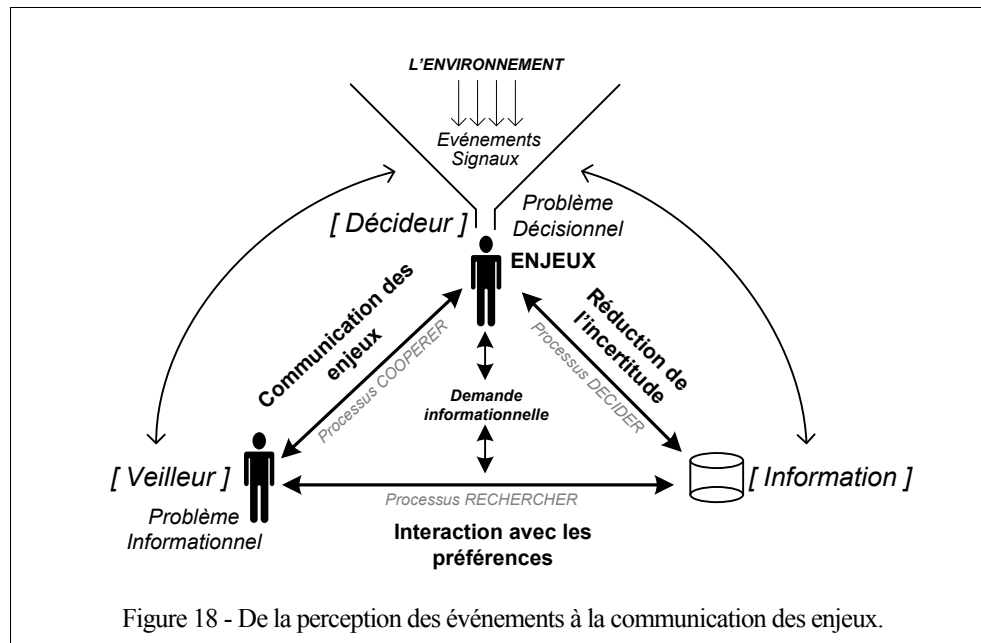 L'ENVIRONNEMENT
Evénements
Signaux
[ Décideur ]
Problème
Décisionnel
ENJEUX
Communication des
enjeux
Processus COOPERER
Réduction de
l'incertitude
Processus DECIDER
Demande
informationnelle
[ Veilleur ]
Problème
Informationnel
[ Information ]
Processus RECHERCHER
Interaction avec les
préférences
Figure 18 - De la perception des événements à la communication des enjeux.